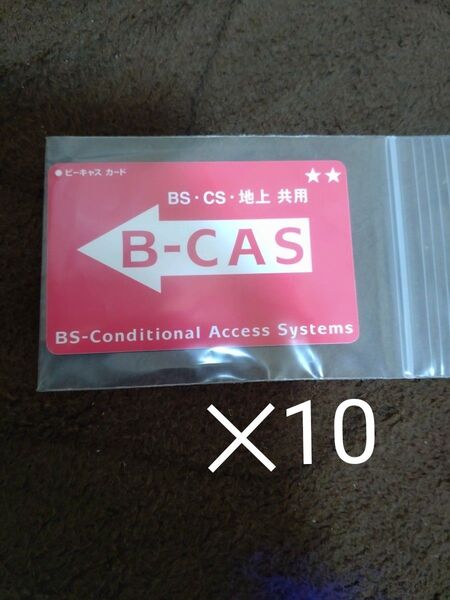 ●ビーキャス カード
★★
BS・CS・地上 共用
B-CAS
BS-Conditional Access Systems
×10